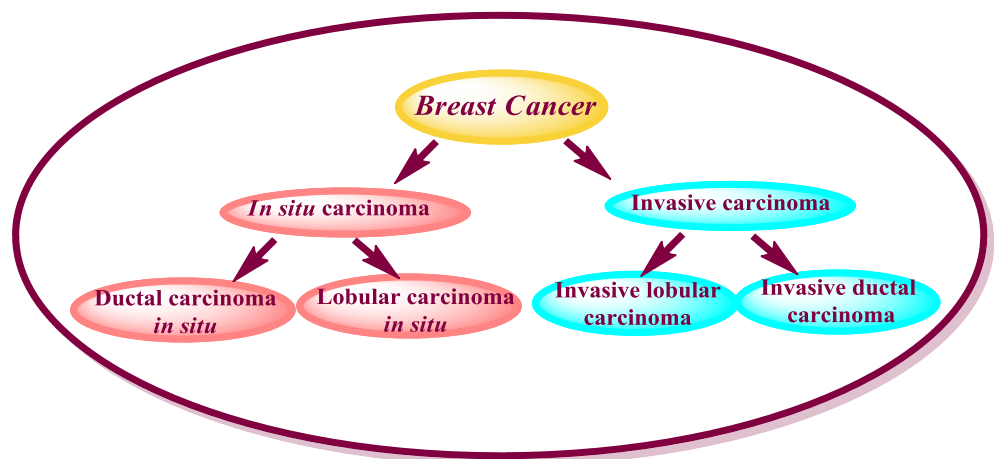 Breast Cancer
In situ carcinoma
Invasive carcinoma
Ductal carcinoma
in situ
Lobular carcinoma
in situ
Invasive lobular
carcinoma
Invasive ductal
carcinoma